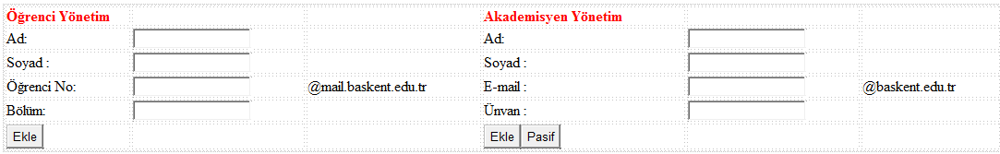 Öğrenci Yönetim
Ad:
Soyad :
Öğrenci No: @mail.baskent.edu.tr
Bölüm:
Ekle
Akademisyen Yönetim
Ad:
Soyad :
E-mail : @baskent.edu.tr
Ünvan :
Ekle Pasif